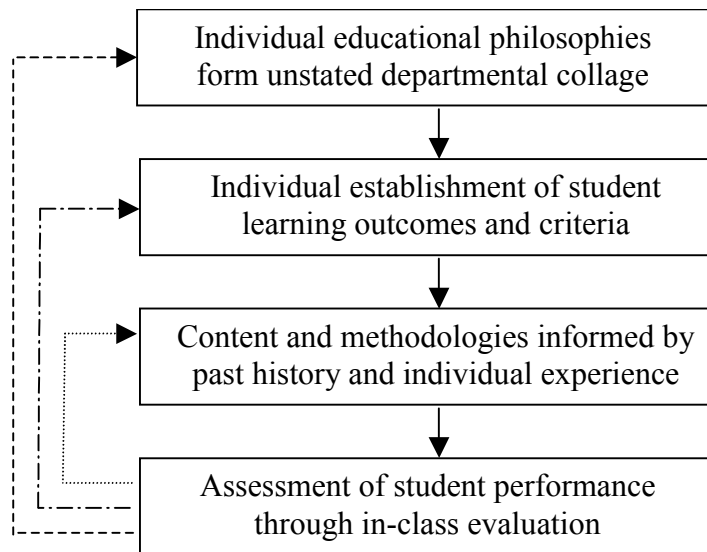 Individual educational philosophies
form unstated departmental collage
Individual establishment of student
learning outcomes and criteria
Content and methodologies informed by
past history and individual experience
Assessment of student performance
through in-class evaluation